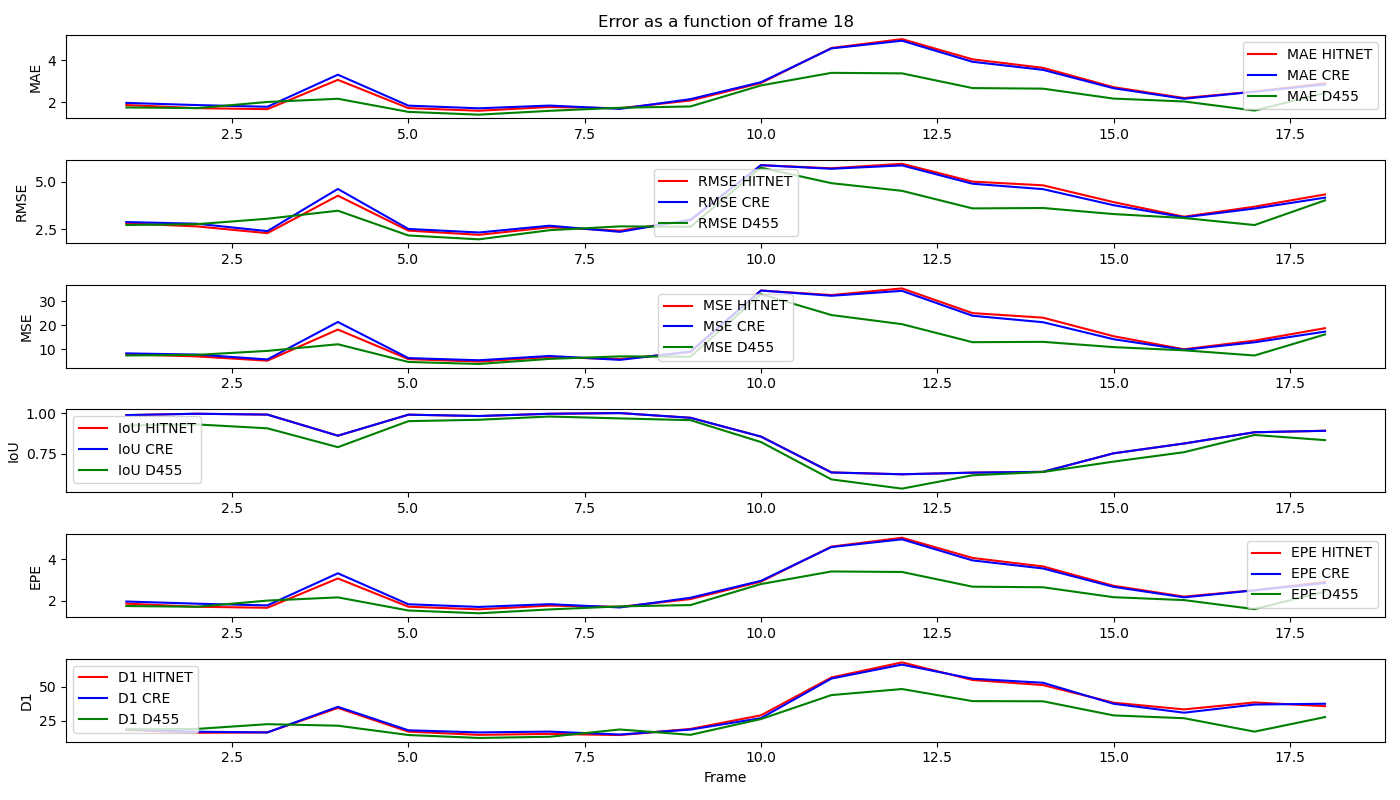 Error as a function of frame 18
MAE
4
2
MAE HITNET
MAE CRE
MAE D455
2.5 5.0 7.5 10.0 12.5 15.0 17.5
RMSE
5.0
2.5
RMSE HITNET
RMSE CRE
RMSE D455
2.5 5.0 7.5 10.0 12.5 15.0 17.5
MSE
30
20
10
MSE HITNET
MSE CRE
MSE D455
2.5 5.0 7.5 10.0 12.5 15.0 17.5
IoU
1.00
0.75
IoU HITNET
IoU CRE
IoU D455
2.5 5.0 7.5 10.0 12.5 15.0 17.5
EPE
4
2
EPE HITNET
EPE CRE
EPE D455
2.5 5.0 7.5 10.0 12.5 15.0 17.5
D1
50
25
D1 HITNET
D1 CRE
D1 D455
2.5 5.0 7.5 10.0 12.5 15.0 17.5
Frame